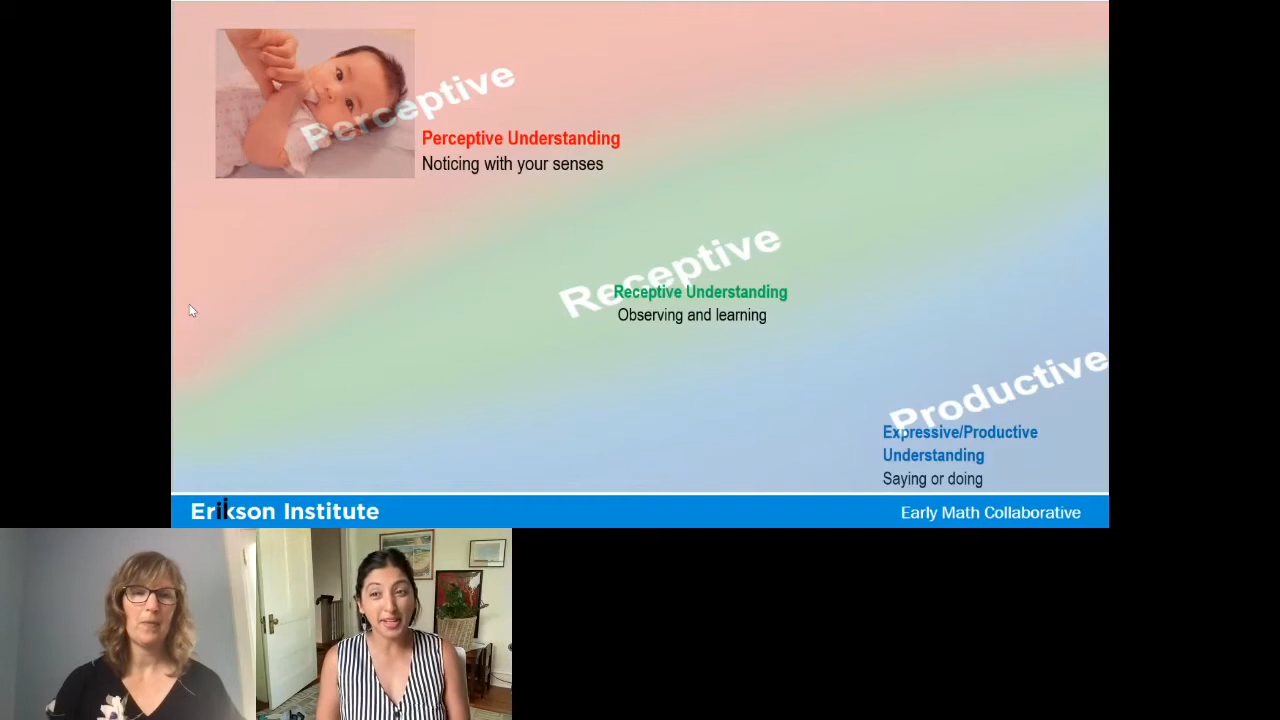 Perceptive
Perceptive Understanding
Noticing with your senses
Receptive
Receptive Understanding
Observing and learning
Productive
Expressive/Productive
Understanding
Saying or doing
Erikson Institute
Early Math Collaborative